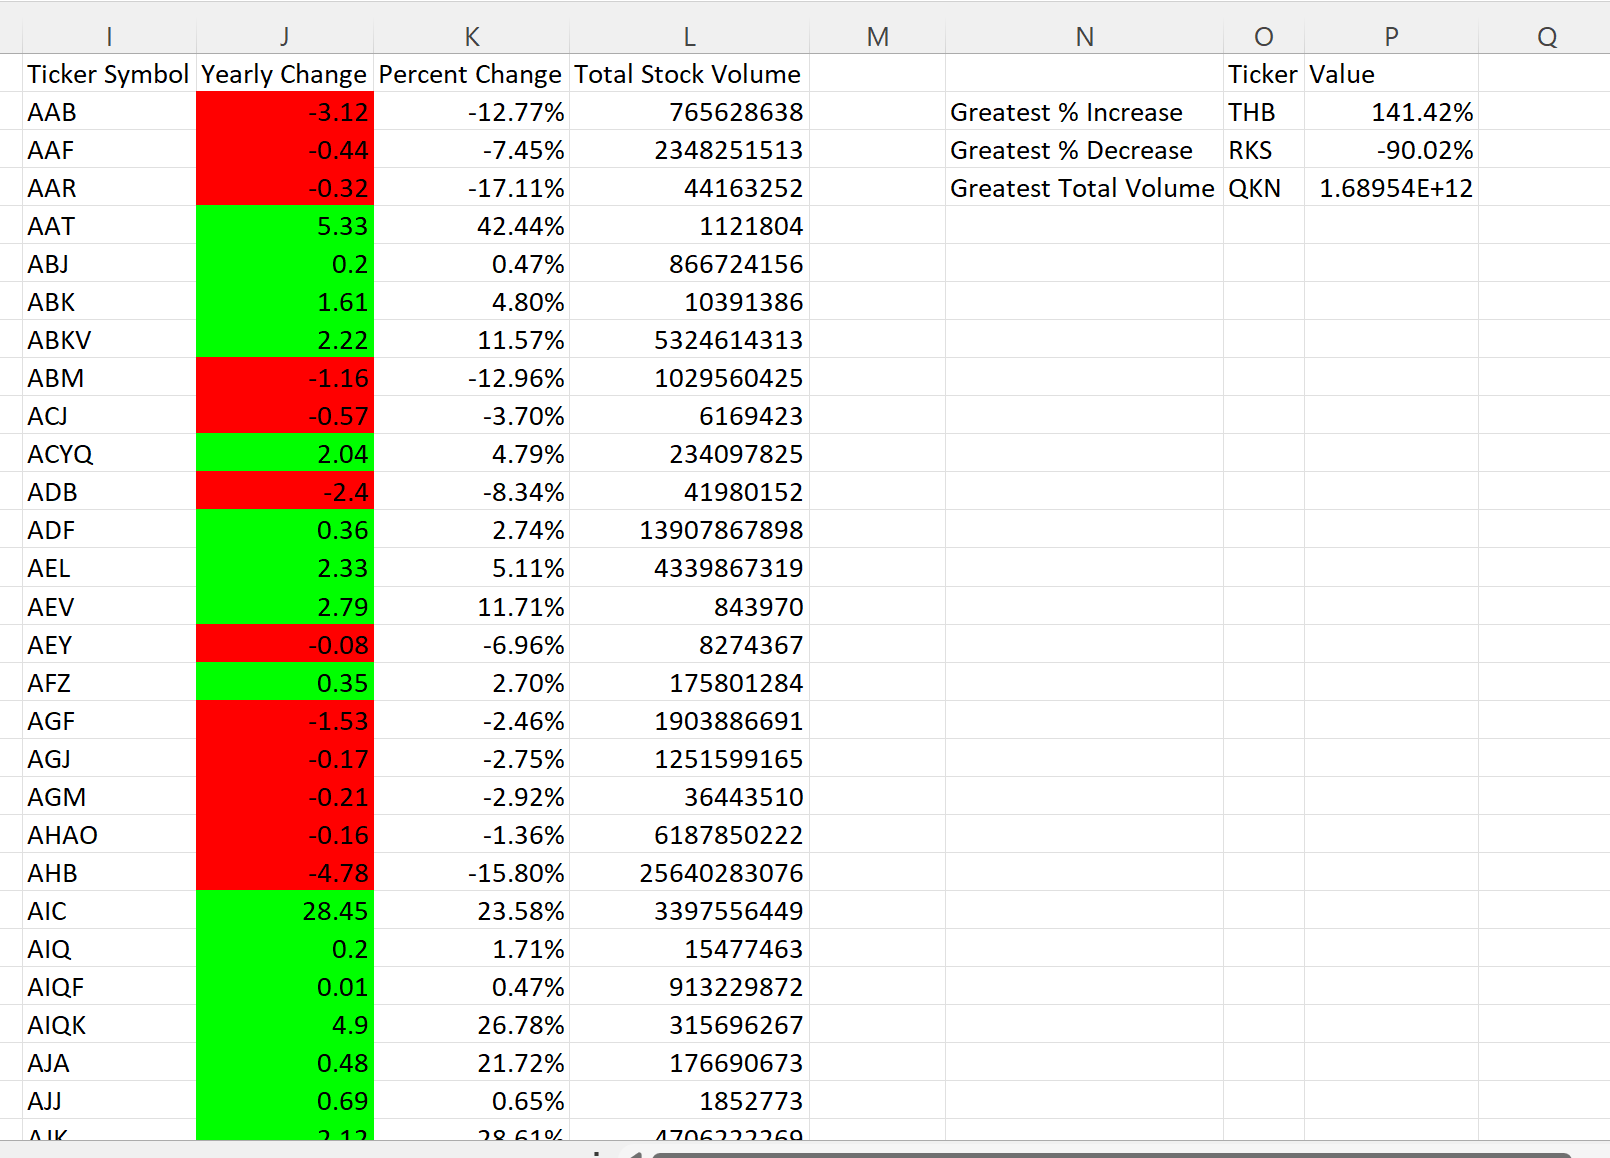 I J K L M N O P Q
Ticker Symbol Yearly Change Percent Change Total Stock Volume Ticker Value
AAB -3.12 -12.77% 765628638 Greatest % Increase THB 141.42%
AAF -0.44 -7.45% 2348251513 Greatest % Decrease RKS -90.02%
AAR -0.32 -17.11% 44163252 Greatest Total Volume QKN 1.68954E+12
AAT 5.33 42.44% 1121804
ABJ 0.2 0.47% 866724156
ABK 1.61 4.80% 10391386
ABKV 2.22 11.57% 5324614313
ABM -1.16 -12.96% 1029560425
ACJ -0.57 -3.70% 6169423
ACYQ 2.04 4.79% 234097825
ADB -2.4 -8.34% 41980152
ADF 0.36 2.74% 13907867898
AEL 2.33 5.11% 4339867319
AEV 2.79 11.71% 843970
AEY -0.08 -6.96% 8274367
AFZ 0.35 2.70% 175801284
AGF -1.53 -2.46% 1903886691
AGJ -0.17 -2.75% 1251599165
AGM -0.21 -2.92% 36443510
AHAO -0.16 -1.36% 6187850222
AHB -4.78 -15.80% 25640283076
AIC 28.45 23.58% 3397556449
AIQ 0.2 1.71% 15477463
AIQF 0.01 0.47% 913229872
AIQK 4.9 26.78% 315696267
AJA 0.48 21.72% 176690673
AJJ 0.69 0.65% 1852773
AJK 2.12 28.61% 4706222269